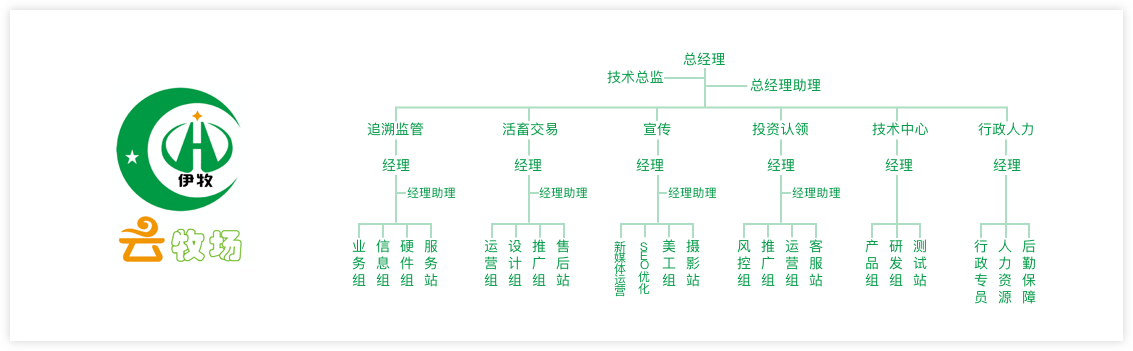 总经理
技术总监
总经理助理
追溯监管
活畜交易
宣传
投资认领
技术中心
行政人力
经理
经理
经理
经理
经理
经理
经理助理
经理助理
经理助理
经理助理
业务组
信息组
硬件组
服务站
运营组
设计组
推广组
售后站
新媒体运营
SEO优化
美工组
摄影站
风控组
推广组
运营组
客服站
产品组
研发组
测试站
行政专员
人力资源
后勤保障
伊牧
云牧场